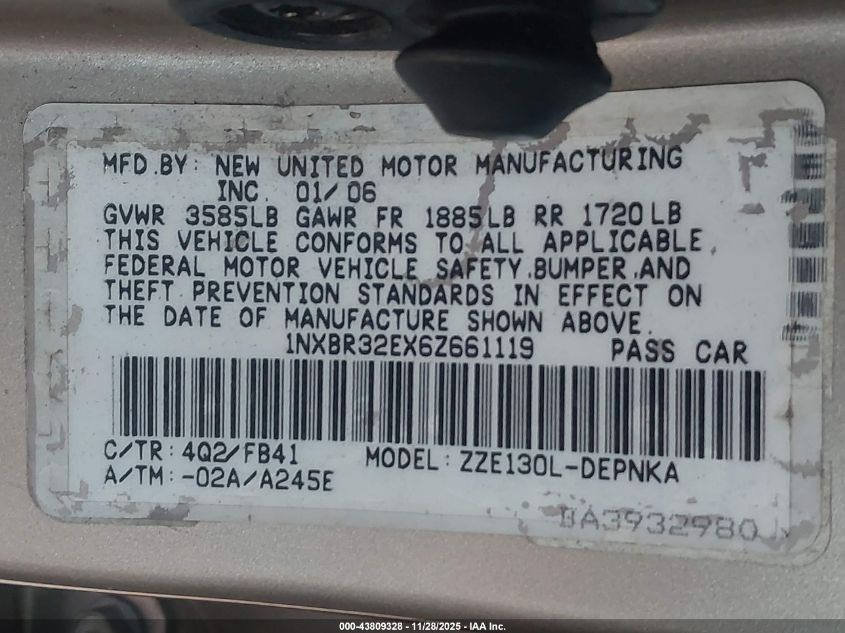 MFD.BY: NEW UNITED MOTOR MANUFACTURING
INC. 01/06
GVWR 3585LB GAWR FR 1885LB RR 1720LB
THIS VEHICLE CONFORMS TO ALL APPLICABLE
FEDERAL MOTOR VEHICLE SAFETY,BUMPER,AND
THEFT PREVENTION STANDARDS IN EFFECT ON
THE DATE OF MANUFACTURE SHOWN ABOVE.
1NXBR32EX6Z661119 PASS CAR
C/TR: 4Q2/FB41 MODEL: ZZE130L-DEPNKA
A/TM: -02A/A245E
BA3932980
000-43809328 | 11/28/2025 - IAA Inc.